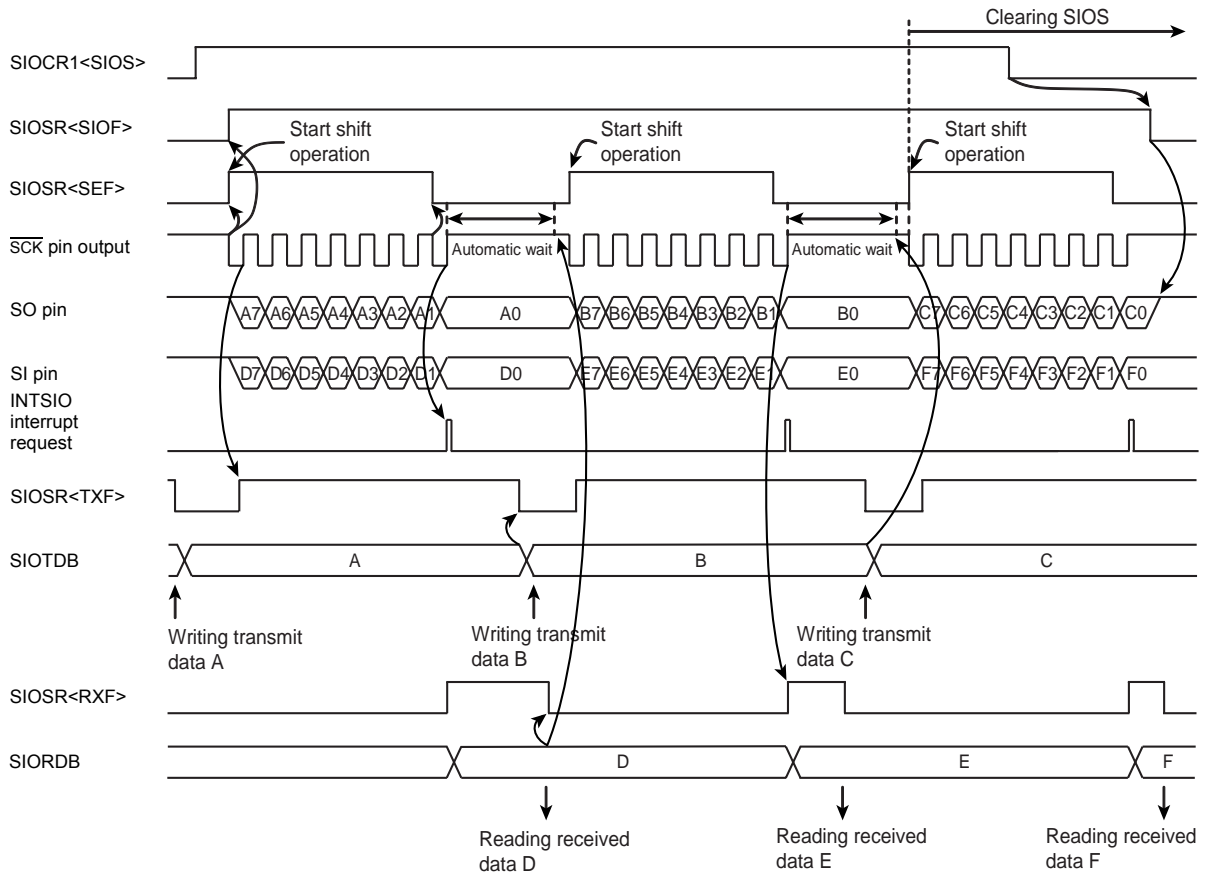 Clearing SIOS
SIOCR1<SIOS>
SIOSR<SIOF>
Start shift
operation
Start shift
operation
Start shift
operation
SIOSR<SEF>
SCK pin output
Automatic wait
Automatic wait
SO pin
A7 A6 A5 A4 A3 A2 A1 A0 B7 B6 B5 B4 B3 B2 B1 B0 C7 C6 C5 C4 C3 C2 C1 C0
SI pin
D7 D6 D5 D4 D3 D2 D1 D0 E7 E6 E5 E4 E3 E2 E1 E0 F7 F6 F5 F4 F3 F2 F1 F0
INTSIO
interrupt
request
SIOSR<TXF>
SIOTDB
A B C
Writing transmit
data A
Writing transmit
data B
Writing transmit
data C
SIOSR<RXF>
SIORDB
D E F
Reading received
data D
Reading received
data E
Reading received
data F